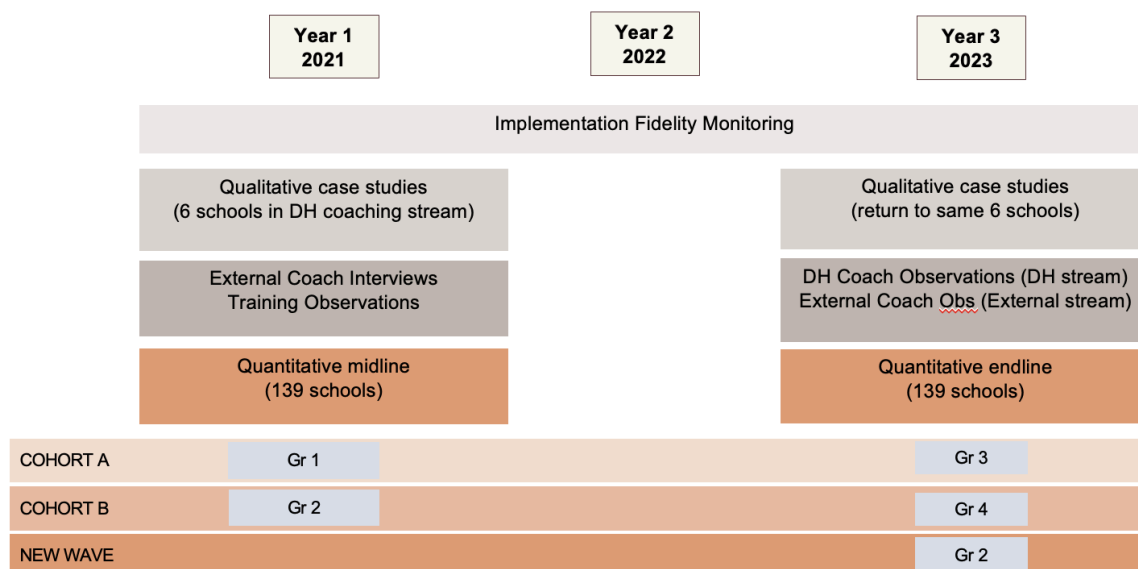 Year 1
2021
Year 2
2022
Year 3
2023
Implementation Fidelity Monitoring
Qualitative case studies
(6 schools in DH coaching stream)
Qualitative case studies
(return to same 6 schools)
External Coach Interviews
Training Observations
DH Coach Observations (DH stream)
External Coach Obs (External stream)
Quantitative midline
(139 schools)
Quantitative endline
(139 schools)
COHORT A
Gr 1
Gr 3
COHORT B
Gr 2
Gr 4
NEW WAVE
Gr 2